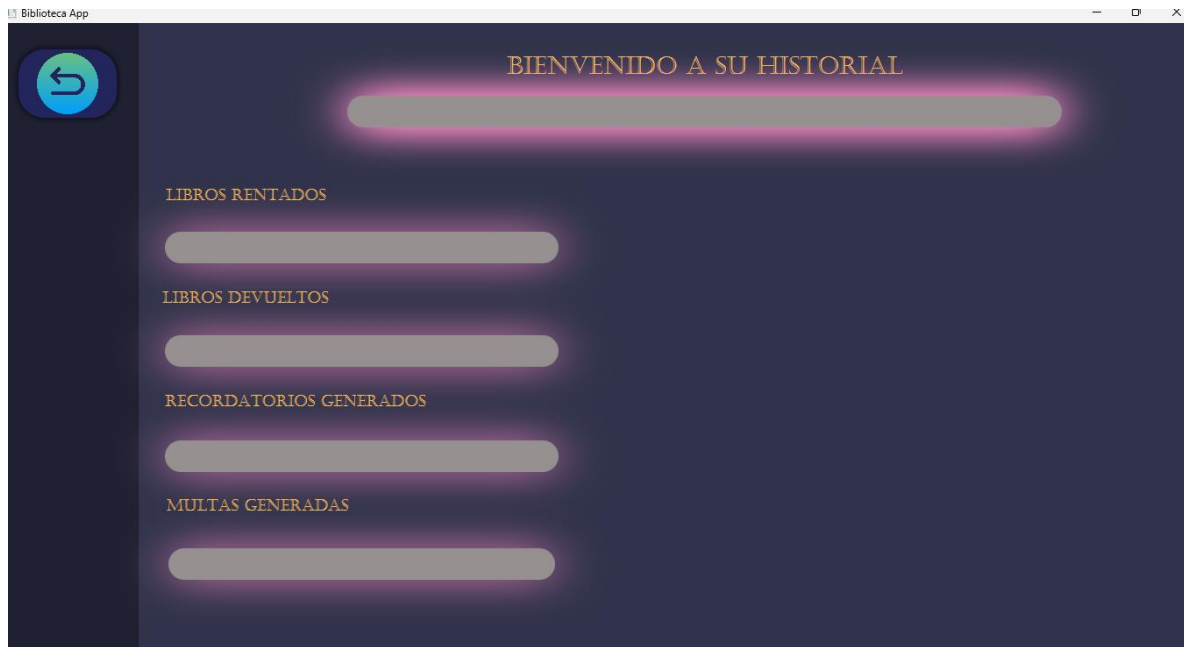 Biblioteca App
BIENVENIDO A SU HISTORIAL
LIBROS RENTADOS
LIBROS DEVUELTOS
RECORDATORIOS GENERADOS
MULTAS GENERADAS